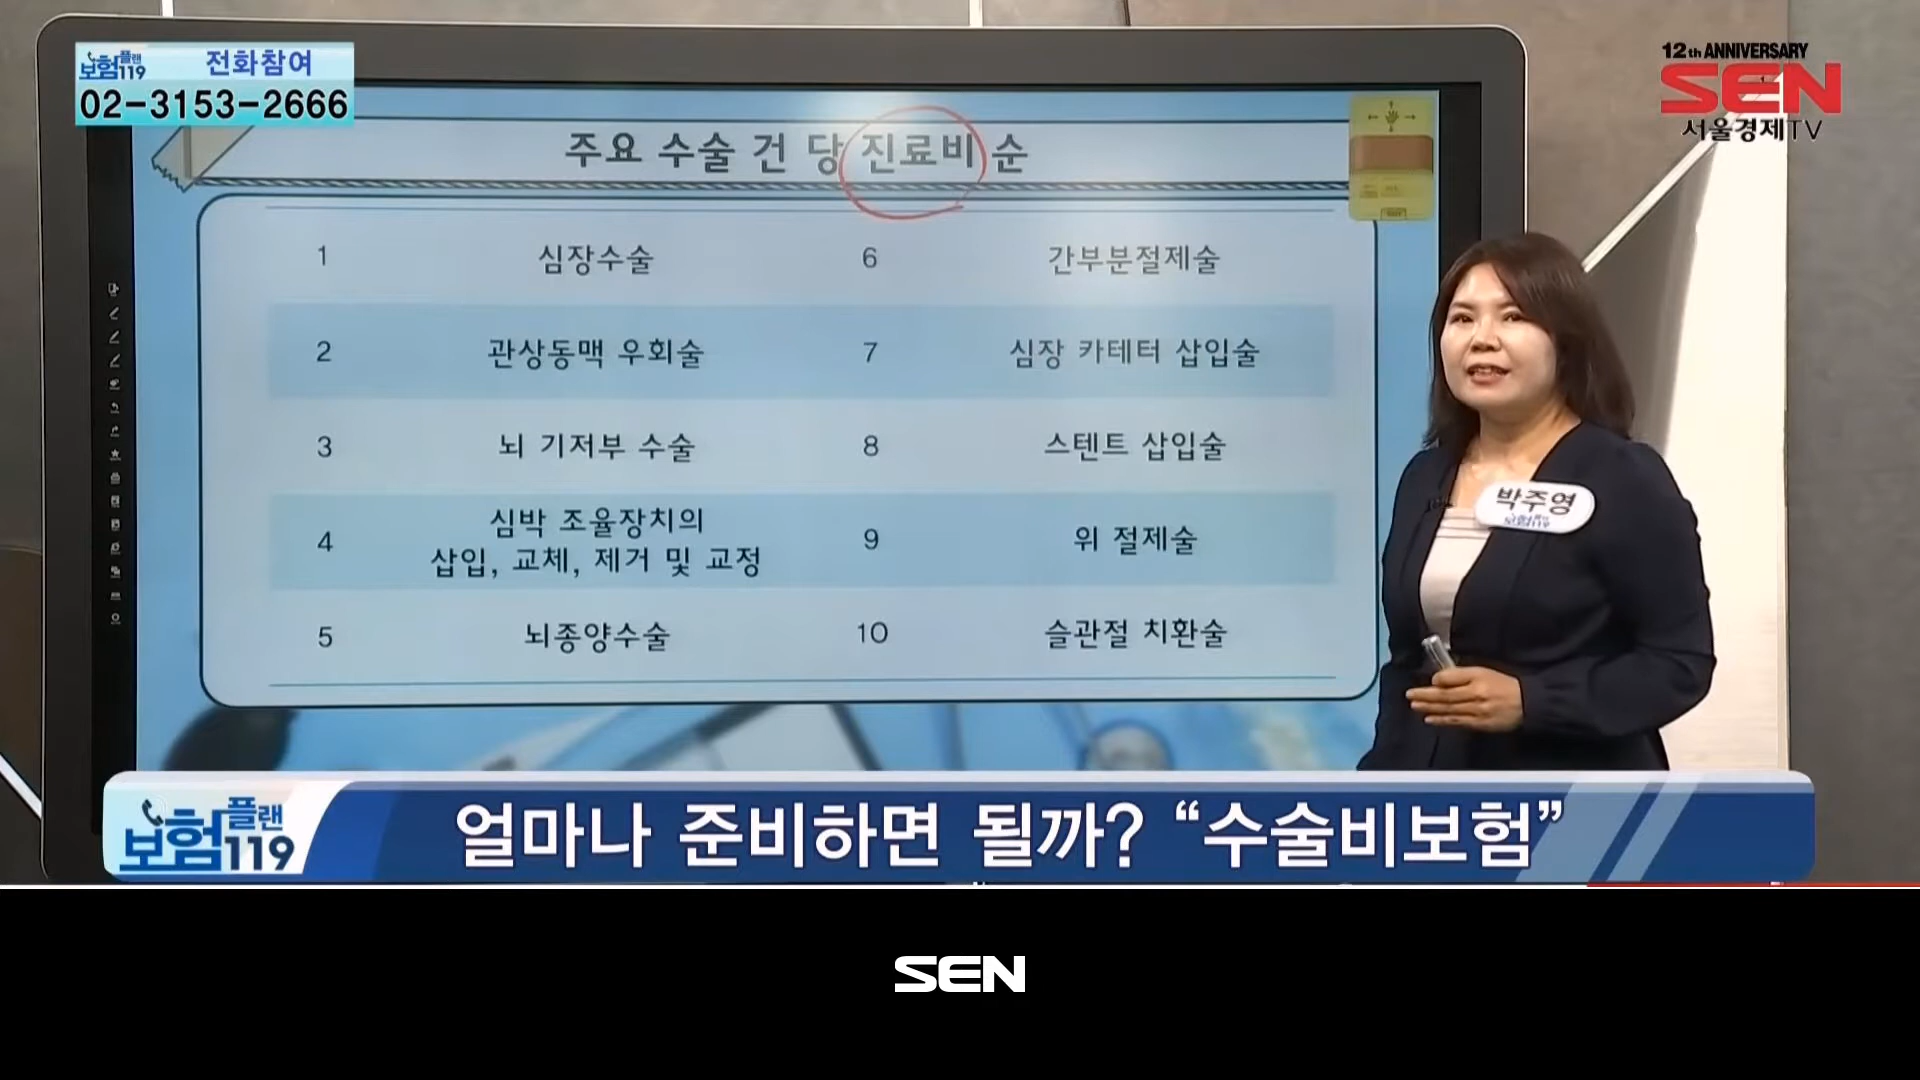 보험플랜119 전화참여
02-3153-2666
12th ANNIVERSARY
SEN
서울경제TV
주요 수술 건 당 진료비 순
1 심장수술 6 간부분절제술
2 관상동맥 우회술 7 심장 카테터 삽입술
3 뇌 기저부 수술 8 스텐트 삽입술
4 심박 조율장치의
삽입, 교체, 제거 및 교정 9 위 절제술
5 뇌종양수술 10 슬관절 치환술
박주영
보험플랜119
보험플랜119
얼마나 준비하면 될까? “수술비보험”
SEN